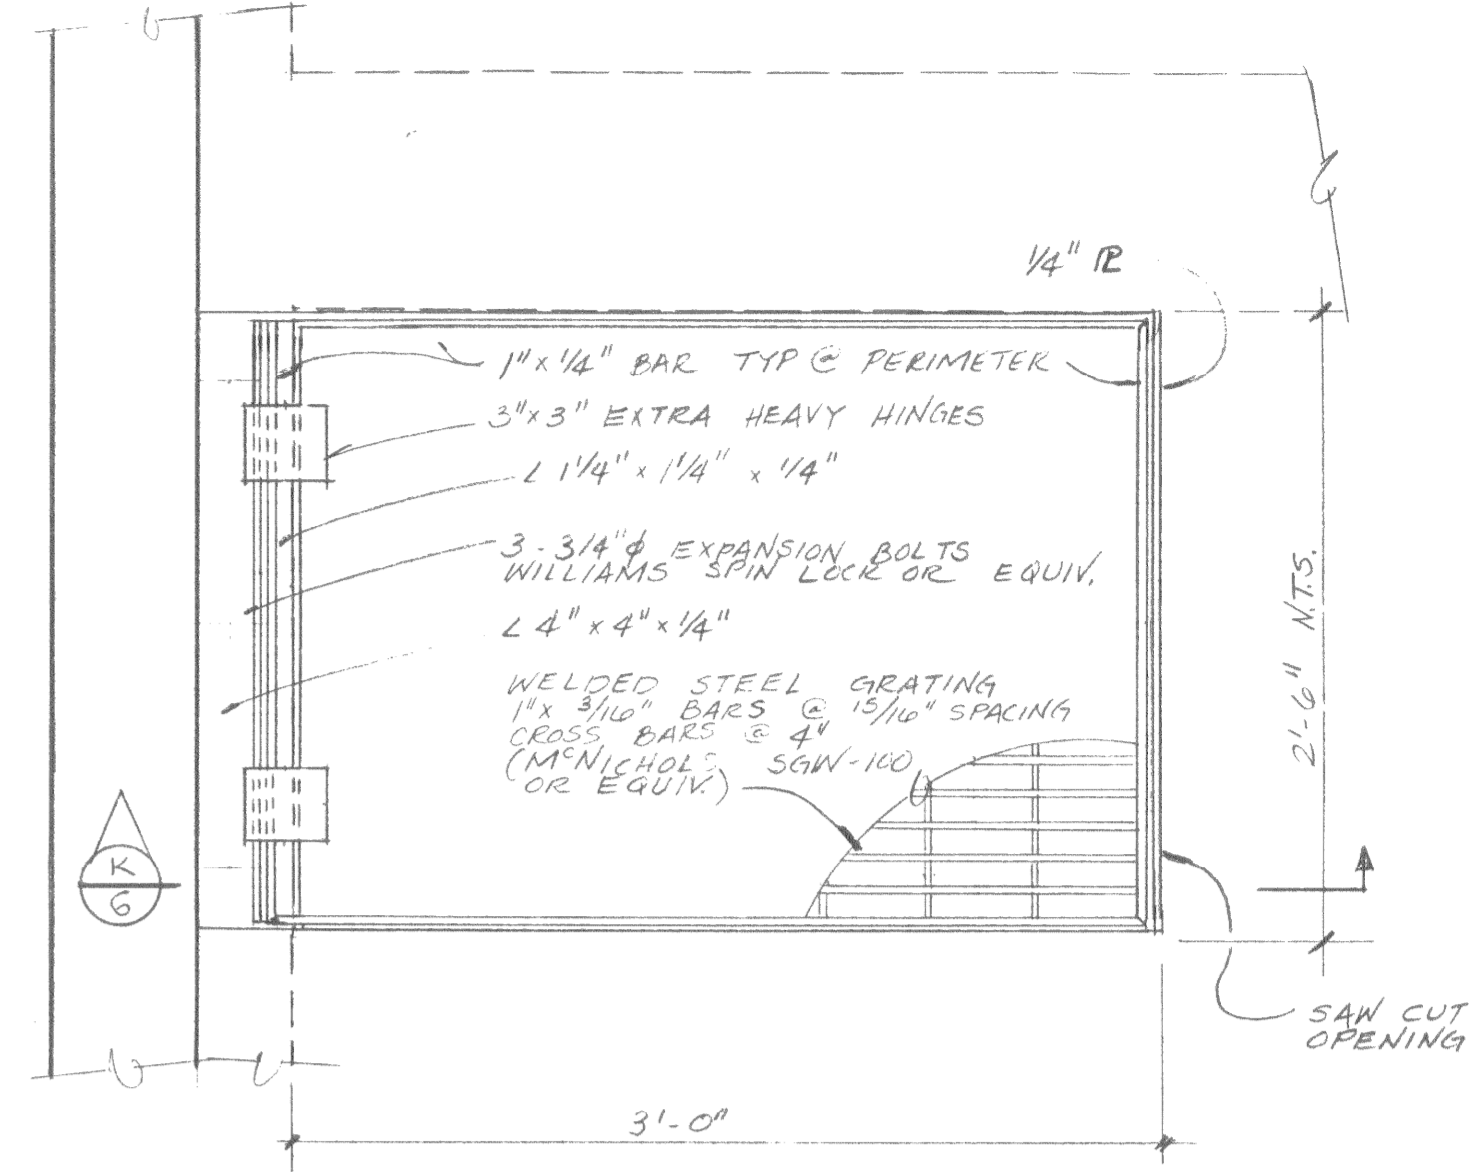 1/4" PL
1" x 1/4" BAR TYP @ PERIMETER
3" x 3" EXTRA HEAVY HINGES
L 1 1/4" x 1 1/4" x 1/4"
3 - 3/4" ϕ EXPANSION BOLTS
WILLIAMS SPIN LOCK OR EQUIV.
L 4" x 4" x 1/4"
WELDED STEEL GRATING
1" x 3/16" BARS @ 15/16" SPACING
CROSS BARS @ 4"
(McNICHOLS SGW-100
OR EQUIV.)
2'-6" N.T.S.
K
6
SAW CUT
OPENING
3'-0"